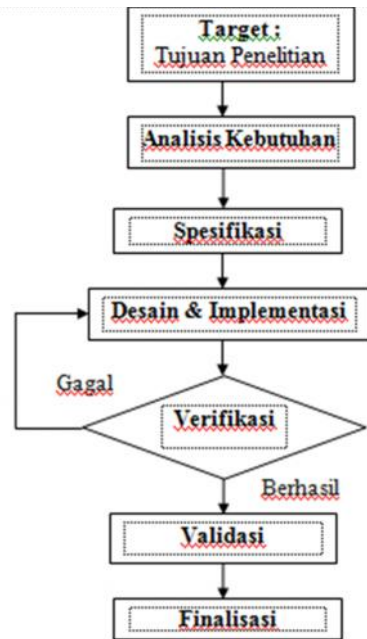 Target :
Tujuan Penelitian
Analisis Kebutuhan
Spesifikasi
Desain & Implementasi
Gagal
Verifikasi
Berhasil
Validasi
Finalisasi